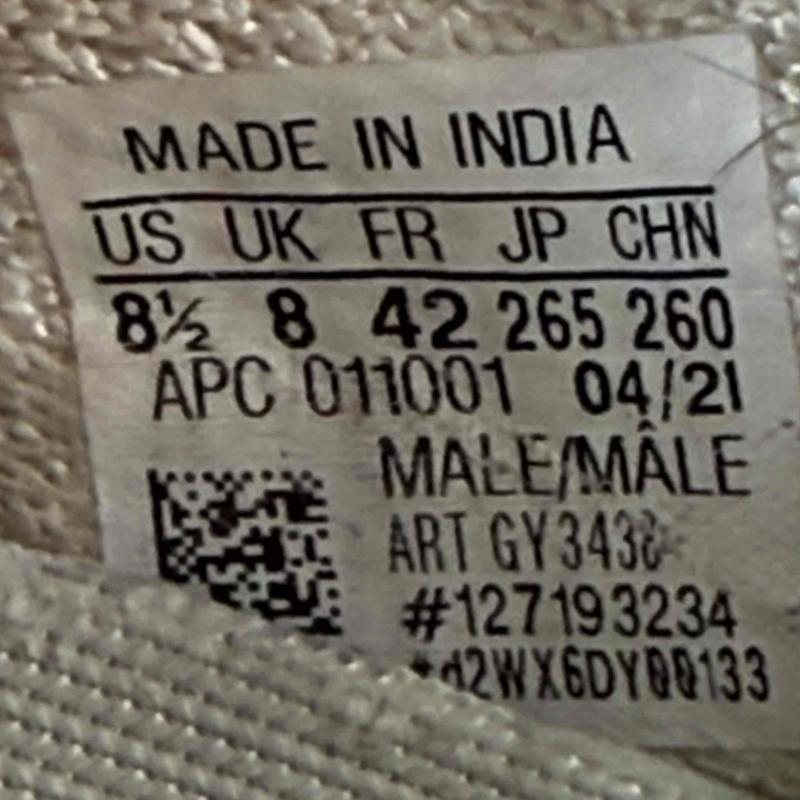 MADE IN INDIA
US UK FR JP CHN
8½ 8 42 265 260
APC 011001 04/21
MALE/MÂLE
ART GY3438
#127193234
*d2WX6DY00133